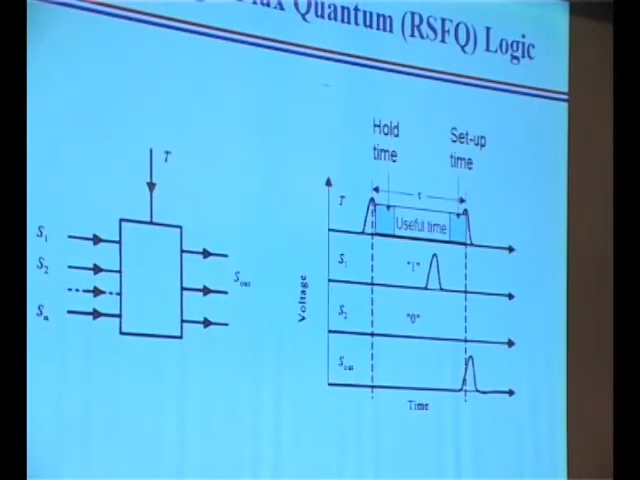 Flux Quantum (RSFQ) Logic
T
S1
S2
Sn
Sout
Hold
time
Set-up
time
τ
T
Useful time
S1
"1"
S2
"0"
Sout
Voltage
Time